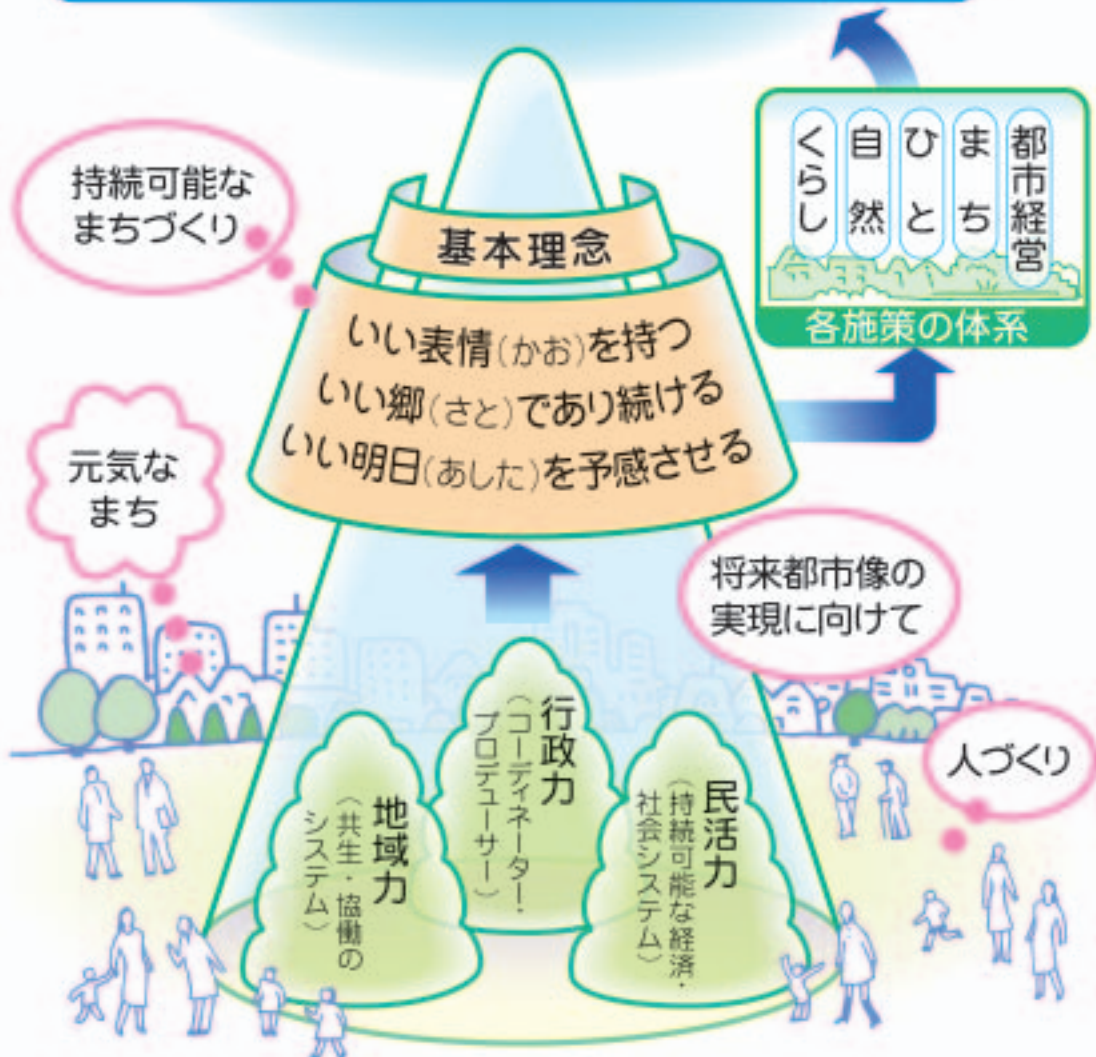 持続可能な
まちづくり
基本理念
いい表情(かお)を持つ
いい郷(さと)であり続ける
いい明日(あした)を予感させる
くらし
自然
ひと
まち
都市経営
各施策の体系
元気な
まち
将来都市像の
実現に向けて
人づくり
地域力
(共生・協働の
システム)
行政力
(コーディネーター・
プロデューサー)
民活力
(持続可能な経済・
社会システム)